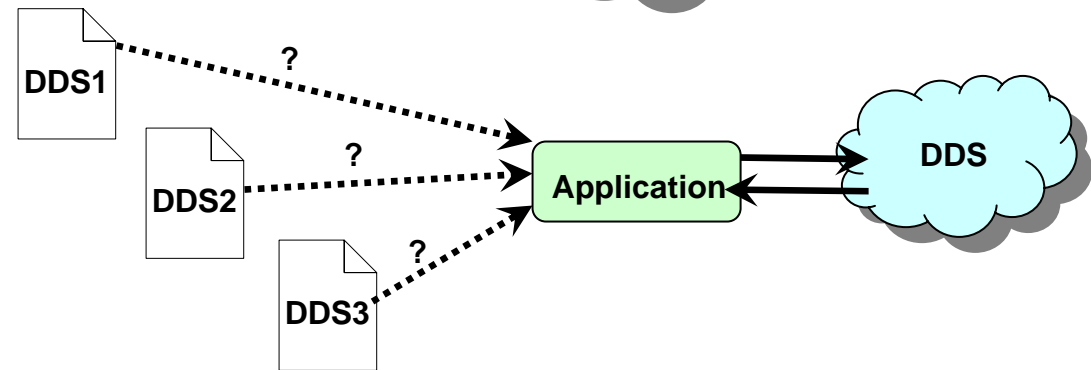 DDS1
?
DDS2
?
DDS3
?
Application
DDS